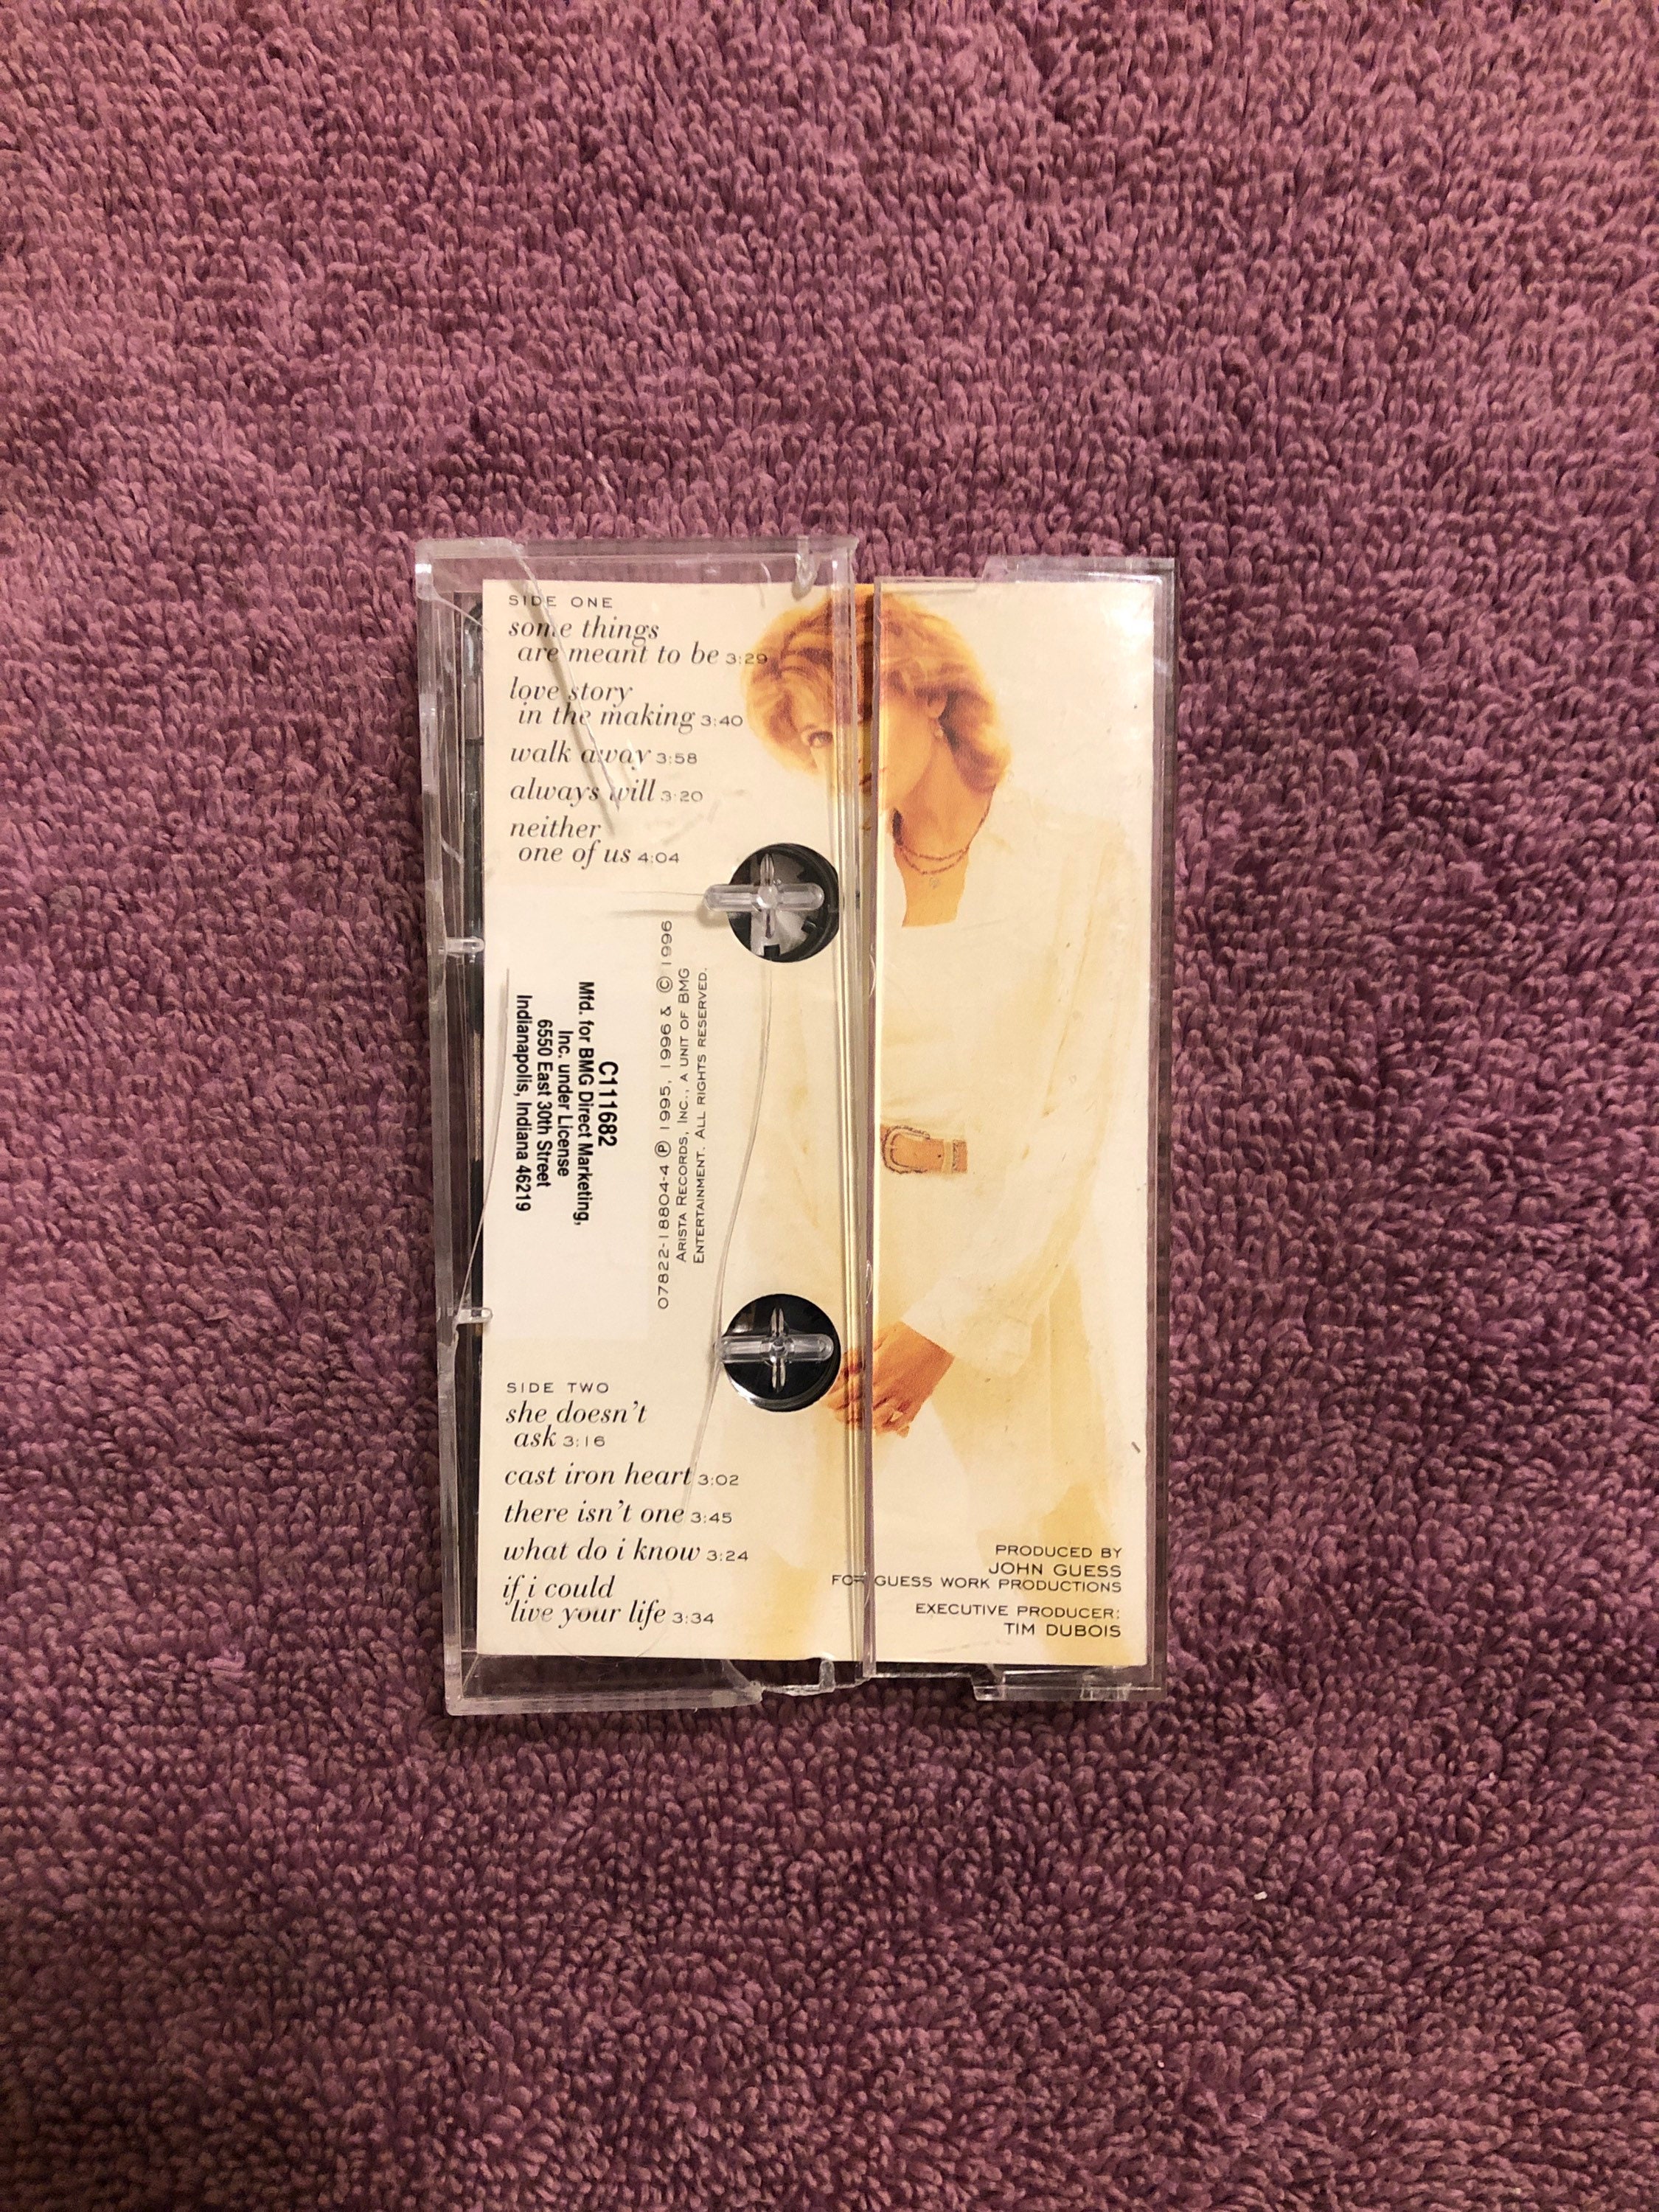 SIDE ONE
some things
are meant to be 3:29
love story
in the making 3:40
walk away 3:58
always will 3:20
neither
one of us 4:04
C111682
Mfd. for BMG Direct Marketing,
Inc. under License
6550 East 30th Street
Indianapolis, Indiana 46219
07822-18804-4 ℗ 1995, 1996 & © 1996
ARISTA RECORDS, INC., A UNIT OF BMG
ENTERTAINMENT. ALL RIGHTS RESERVED.
SIDE TWO
she doesn't
ask 3:16
cast iron heart 3:02
there isn't one 3:45
what do i know 3:24
if i could
live your life 3:34
PRODUCED BY
JOHN GUESS
FOR GUESS WORK PRODUCTIONS
EXECUTIVE PRODUCER:
TIM DUBOIS